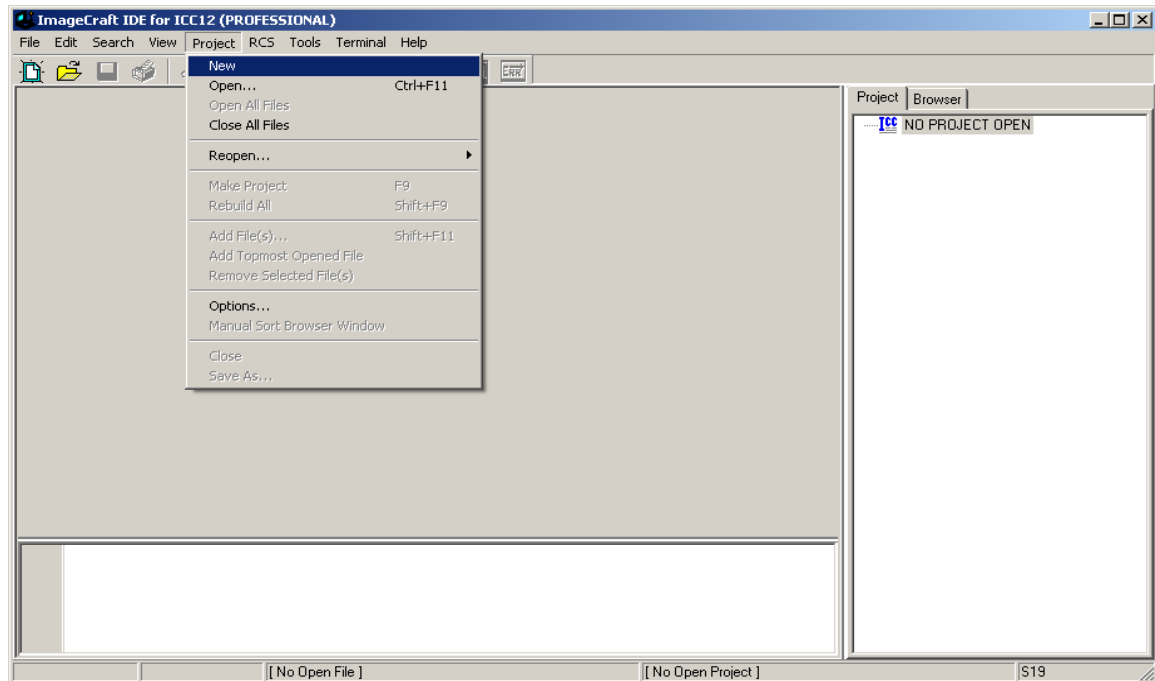 ImageCraft IDE for ICC12 (PROFESSIONAL)
File Edit Search View Project RCS Tools Terminal Help
New
Open... Ctrl+F11
Open All Files
Close All Files
Reopen...
Make Project F9
Rebuild All Shift+F9
Add File(s)... Shift+F11
Add Topmost Opened File
Remove Selected File(s)
Options...
Manual Sort Browser Window
Close
Save As...
ERR
Project Browser
ICC NO PROJECT OPEN
[ No Open File ] [ No Open Project ] S19